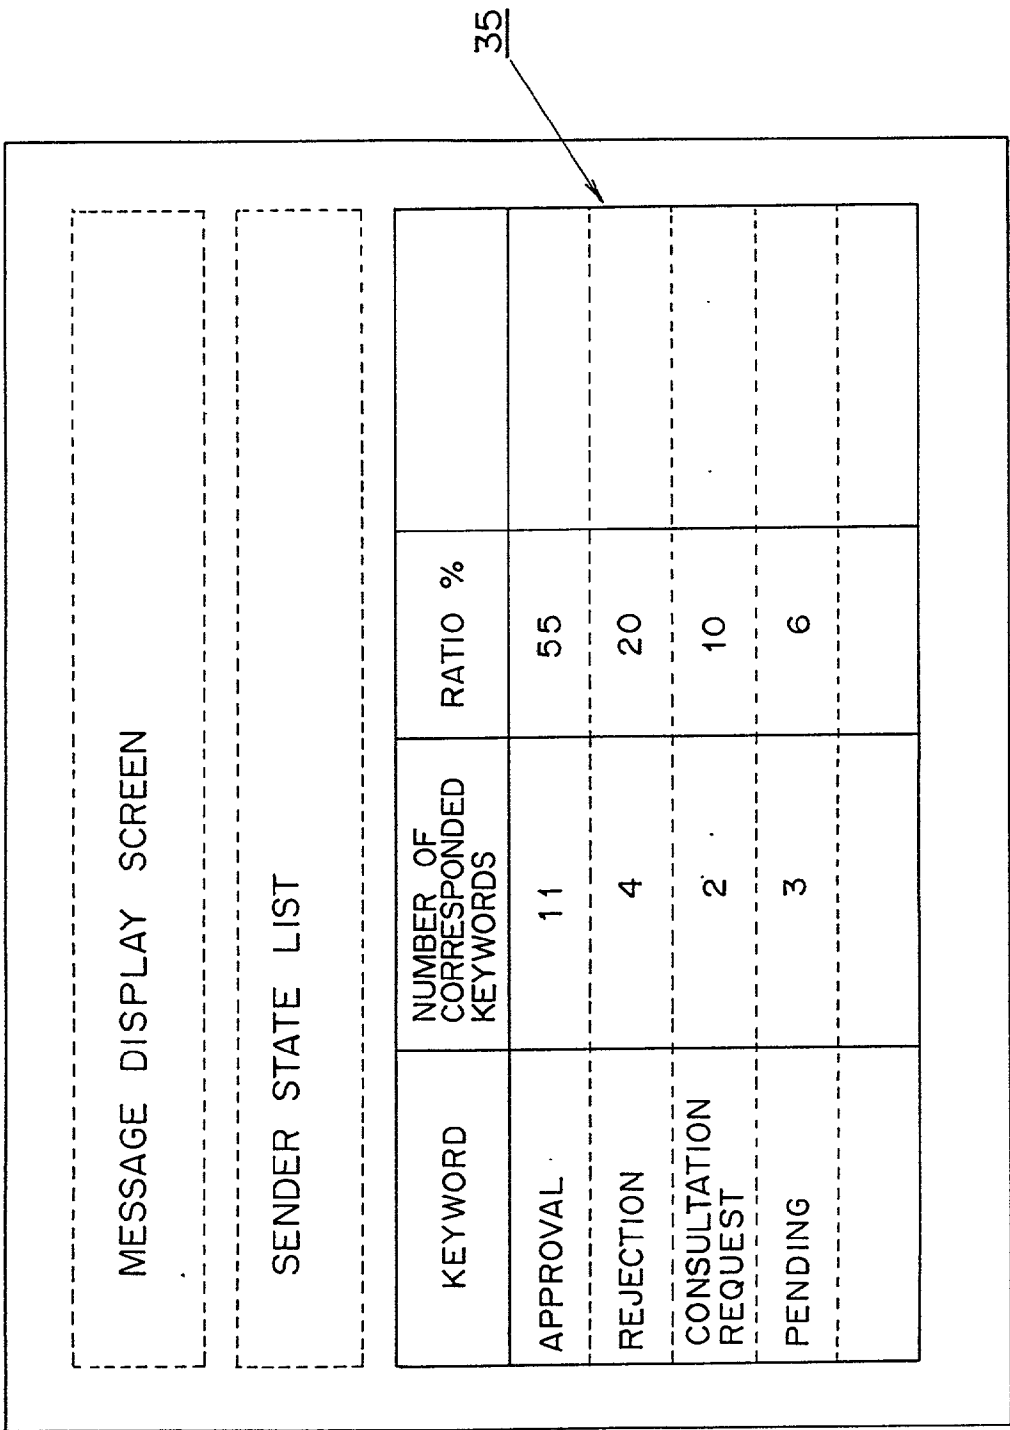 35
MESSAGE DISPLAY SCREEN
SENDER STATE LIST
KEYWORD
NUMBER OF
CORRESPONDED
KEYWORDS
RATIO %
APPROVAL
11
55
REJECTION
4
20
CONSULTATION
REQUEST
2
10
PENDING
3
6